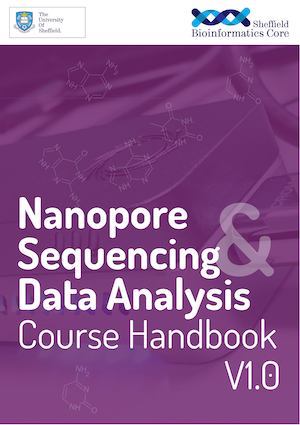 The
University
Of
Sheffield.
Sheffield
Bioinformatics Core
Nanopore
Sequencing &
Data Analysis
Course Handbook
V1.0